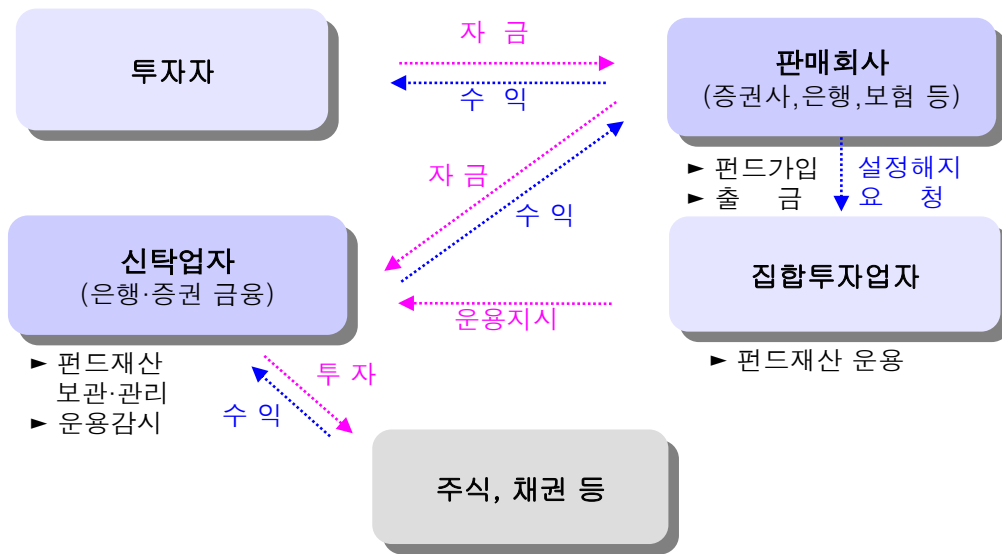 투자자
자 금
수 익
판매회사
(증권사,은행,보험 등)
► 펀드가입
► 출 금
설정해지
요 청
자 금
수 익
신탁업자
(은행·증권 금융)
집합투자업자
운용지시
► 펀드재산
보관·관리
► 운용감시
► 펀드재산 운용
투 자
수 익
주식, 채권 등